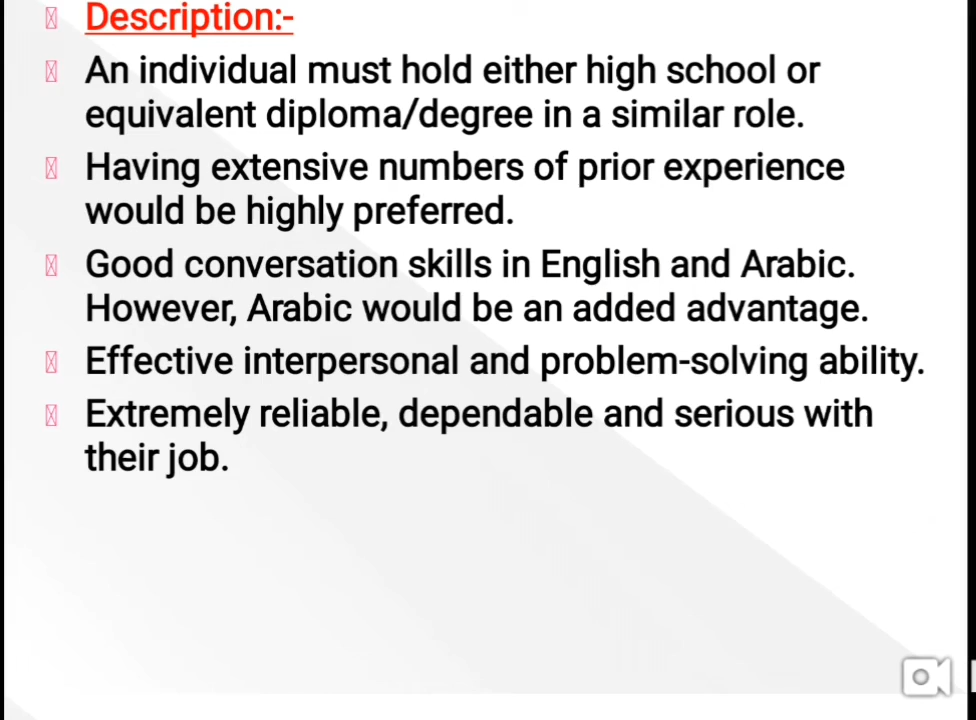 Description:-
An individual must hold either high school or
equivalent diploma/degree in a similar role.
Having extensive numbers of prior experience
would be highly preferred.
Good conversation skills in English and Arabic.
However, Arabic would be an added advantage.
Effective interpersonal and problem-solving ability.
Extremely reliable, dependable and serious with
their job.